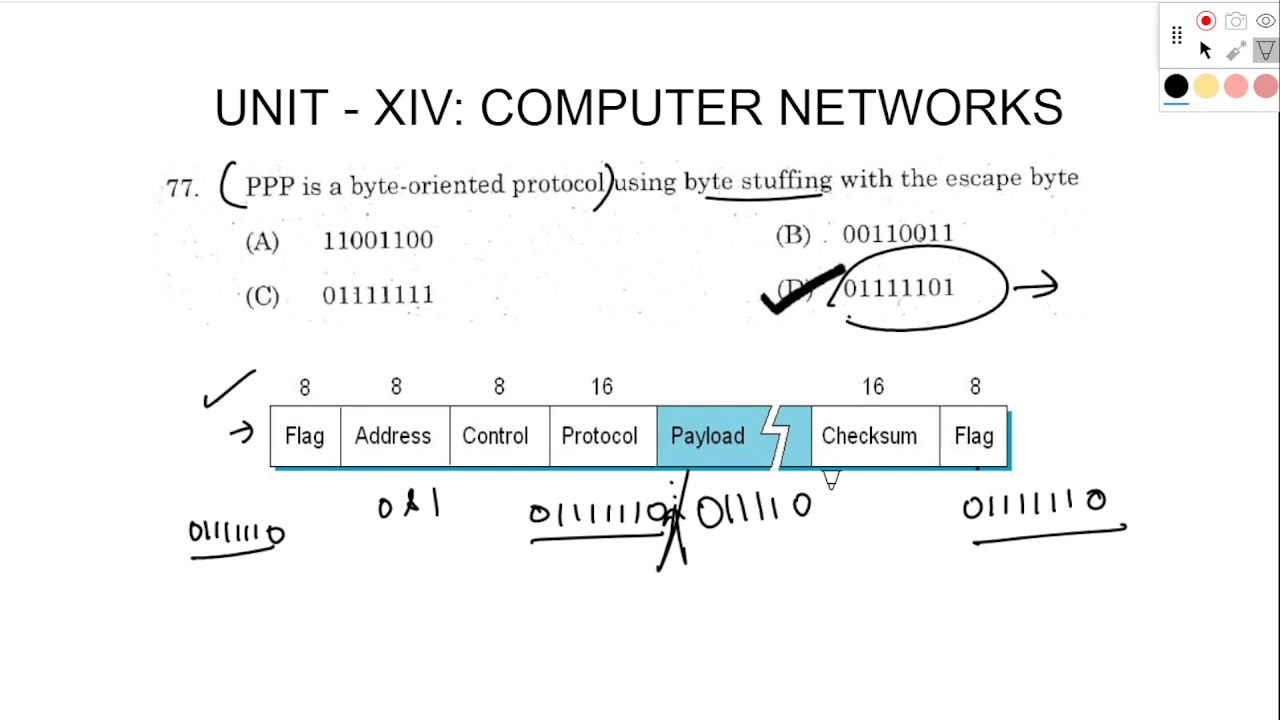 UNIT - XIV: COMPUTER NETWORKS
77. (PPP is a byte-oriented protocol) using byte stuffing with the escape byte
(A) 11001100 (B) 00110011
(C) 01111111 (D) 01111101
8 8 8 16 16 8
Flag Address Control Protocol Payload Checksum Flag
01111110 0 & 1 01111110 011110 01111110